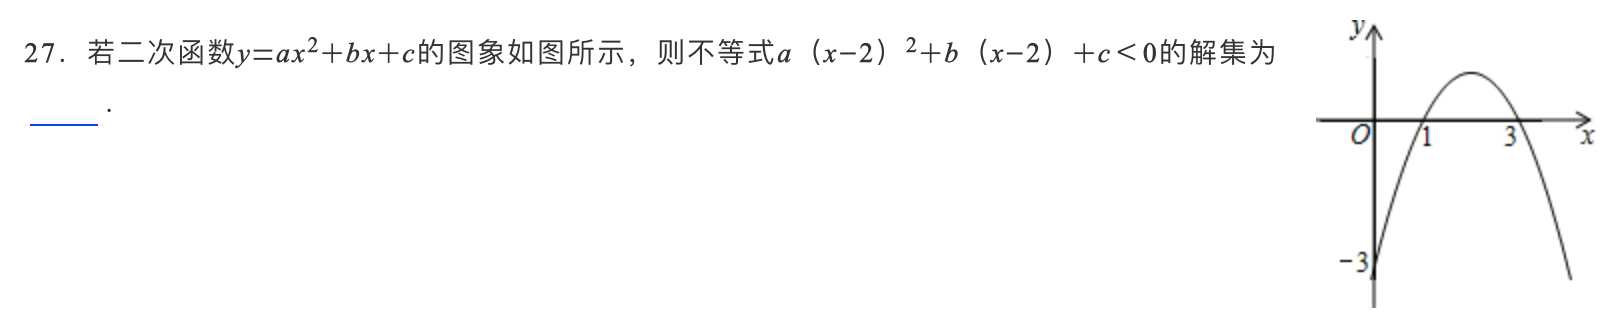 27．若二次函数y=ax²+bx+c的图象如图所示，则不等式a（x−2）²+b（x−2）+c＜0的解集为
____．
y
O 1 3 x
−3